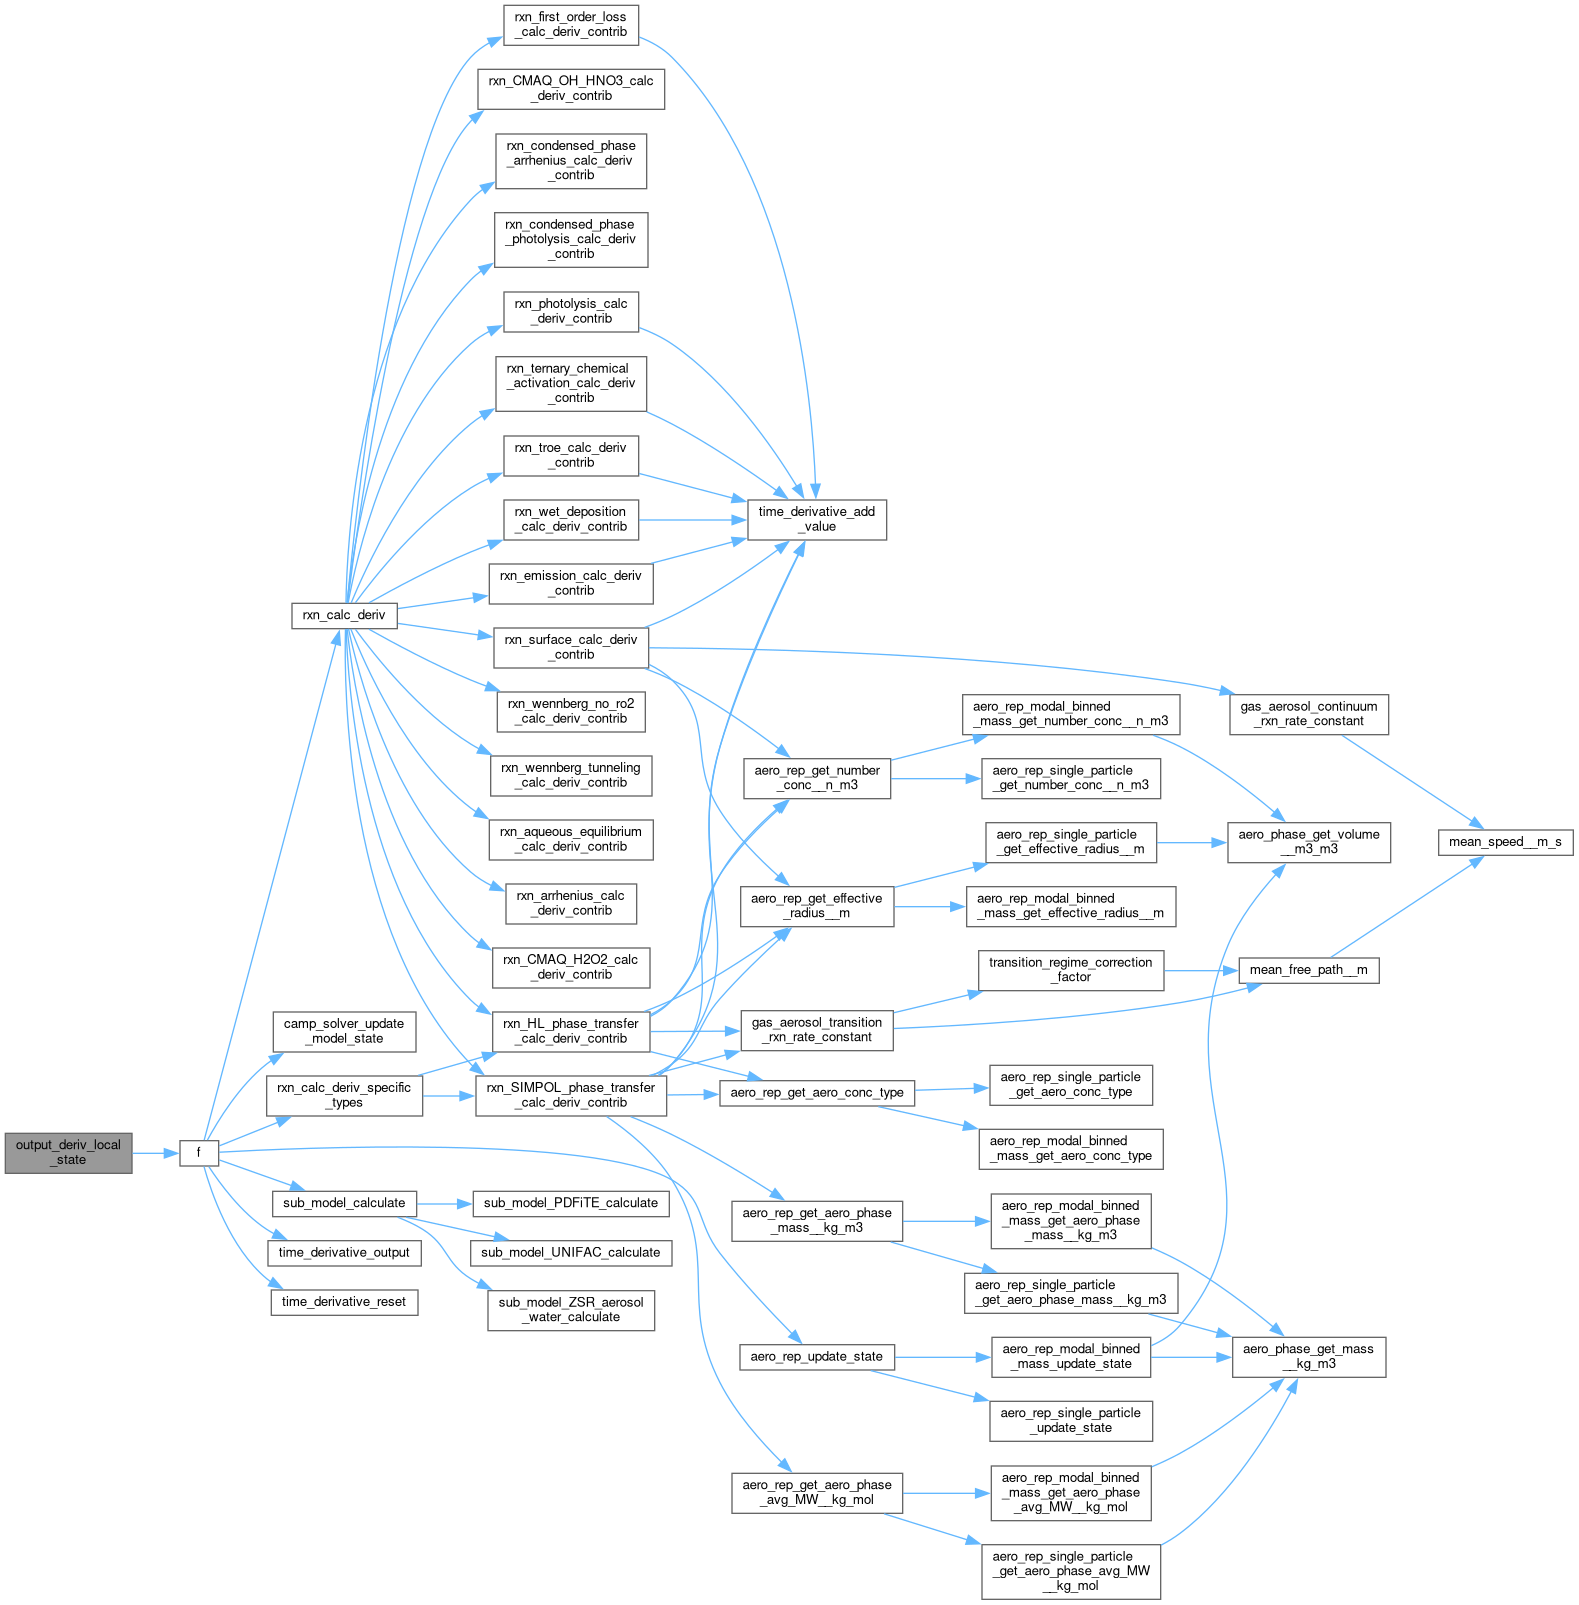 rxn_first_order_loss
_calc_deriv_contrib
rxn_CMAQ_OH_HNO3_calc
_deriv_contrib
rxn_condensed_phase
_arrhenius_calc_deriv
_contrib
rxn_condensed_phase
_photolysis_calc_deriv
_contrib
rxn_photolysis_calc
_deriv_contrib
rxn_ternary_chemical
_activation_calc_deriv
_contrib
rxn_troe_calc_deriv
_contrib
rxn_wet_deposition
_calc_deriv_contrib
time_derivative_add
_value
rxn_emission_calc_deriv
_contrib
rxn_calc_deriv
rxn_surface_calc_deriv
_contrib
rxn_wennberg_no_ro2
_calc_deriv_contrib
aero_rep_modal_binned
_mass_get_number_conc__n_m3
gas_aerosol_continuum
_rxn_rate_constant
rxn_wennberg_tunneling
_calc_deriv_contrib
aero_rep_get_number
_conc__n_m3
aero_rep_single_particle
_get_number_conc__n_m3
rxn_aqueous_equilibrium
_calc_deriv_contrib
aero_rep_single_particle
_get_effective_radius__m
aero_phase_get_volume
__m3_m3
mean_speed__m_s
rxn_arrhenius_calc
_deriv_contrib
aero_rep_get_effective
_radius__m
aero_rep_modal_binned
_mass_get_effective_radius__m
rxn_CMAQ_H2O2_calc
_deriv_contrib
transition_regime_correction
_factor
mean_free_path__m
camp_solver_update
_model_state
rxn_HL_phase_transfer
_calc_deriv_contrib
gas_aerosol_transition
_rxn_rate_constant
rxn_calc_deriv_specific
_types
rxn_SIMPOL_phase_transfer
_calc_deriv_contrib
aero_rep_get_aero_conc_type
aero_rep_single_particle
_get_aero_conc_type
output_deriv_local
_state
f
aero_rep_modal_binned
_mass_get_aero_conc_type
sub_model_calculate
sub_model_PDFiTE_calculate
aero_rep_get_aero_phase
_mass__kg_m3
aero_rep_modal_binned
_mass_get_aero_phase
_mass__kg_m3
time_derivative_output
sub_model_UNIFAC_calculate
aero_rep_single_particle
_get_aero_phase_mass__kg_m3
time_derivative_reset
sub_model_ZSR_aerosol
_water_calculate
aero_rep_update_state
aero_rep_modal_binned
_mass_update_state
aero_phase_get_mass
__kg_m3
aero_rep_single_particle
_update_state
aero_rep_get_aero_phase
_avg_MW__kg_mol
aero_rep_modal_binned
_mass_get_aero_phase
_avg_MW__kg_mol
aero_rep_single_particle
_get_aero_phase_avg_MW
__kg_mol